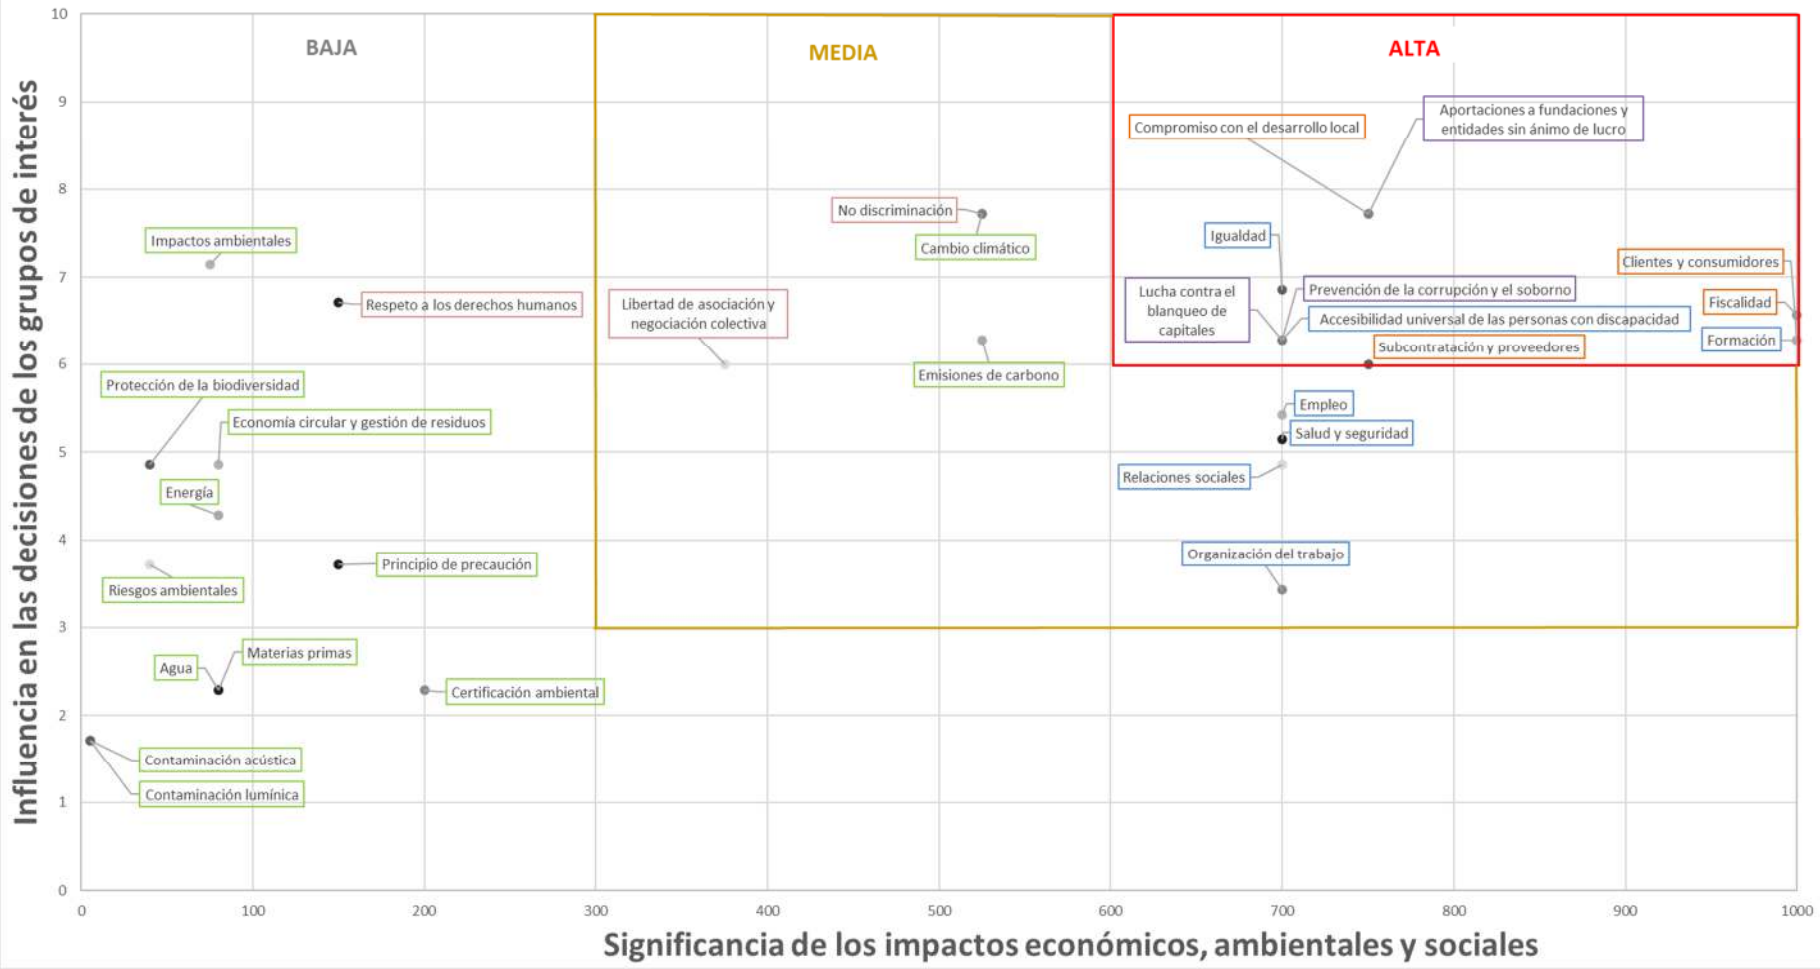 BAJA
MEDIA
ALTA
Influencia en las decisiones de los grupos de interés
10
9
8
7
6
5
4
3
2
1
0
Compromiso con el desarrollo local
Aportaciones a fundaciones y
entidades sin ánimo de lucro
No discriminación
Cambio climático
Igualdad
Impactos ambientales
Clientes y consumidores
Respeto a los derechos humanos
Libertad de asociación y
negociación colectiva
Lucha contra el
blanqueo de
capitales
Prevención de la corrupción y el soborno
Accesibilidad universal de las personas con discapacidad
Fiscalidad
Formación
Subcontratación y proveedores
Emisiones de carbono
Protección de la biodiversidad
Economía circular y gestión de residuos
Empleo
Salud y seguridad
Relaciones sociales
Energía
Organización del trabajo
Principio de precaución
Riesgos ambientales
Materias primas
Agua
Certificación ambiental
Contaminación acústica
Contaminación lumínica
0 100 200 300 400 500 600 700 800 900 1000
Significancia de los impactos económicos, ambientales y sociales